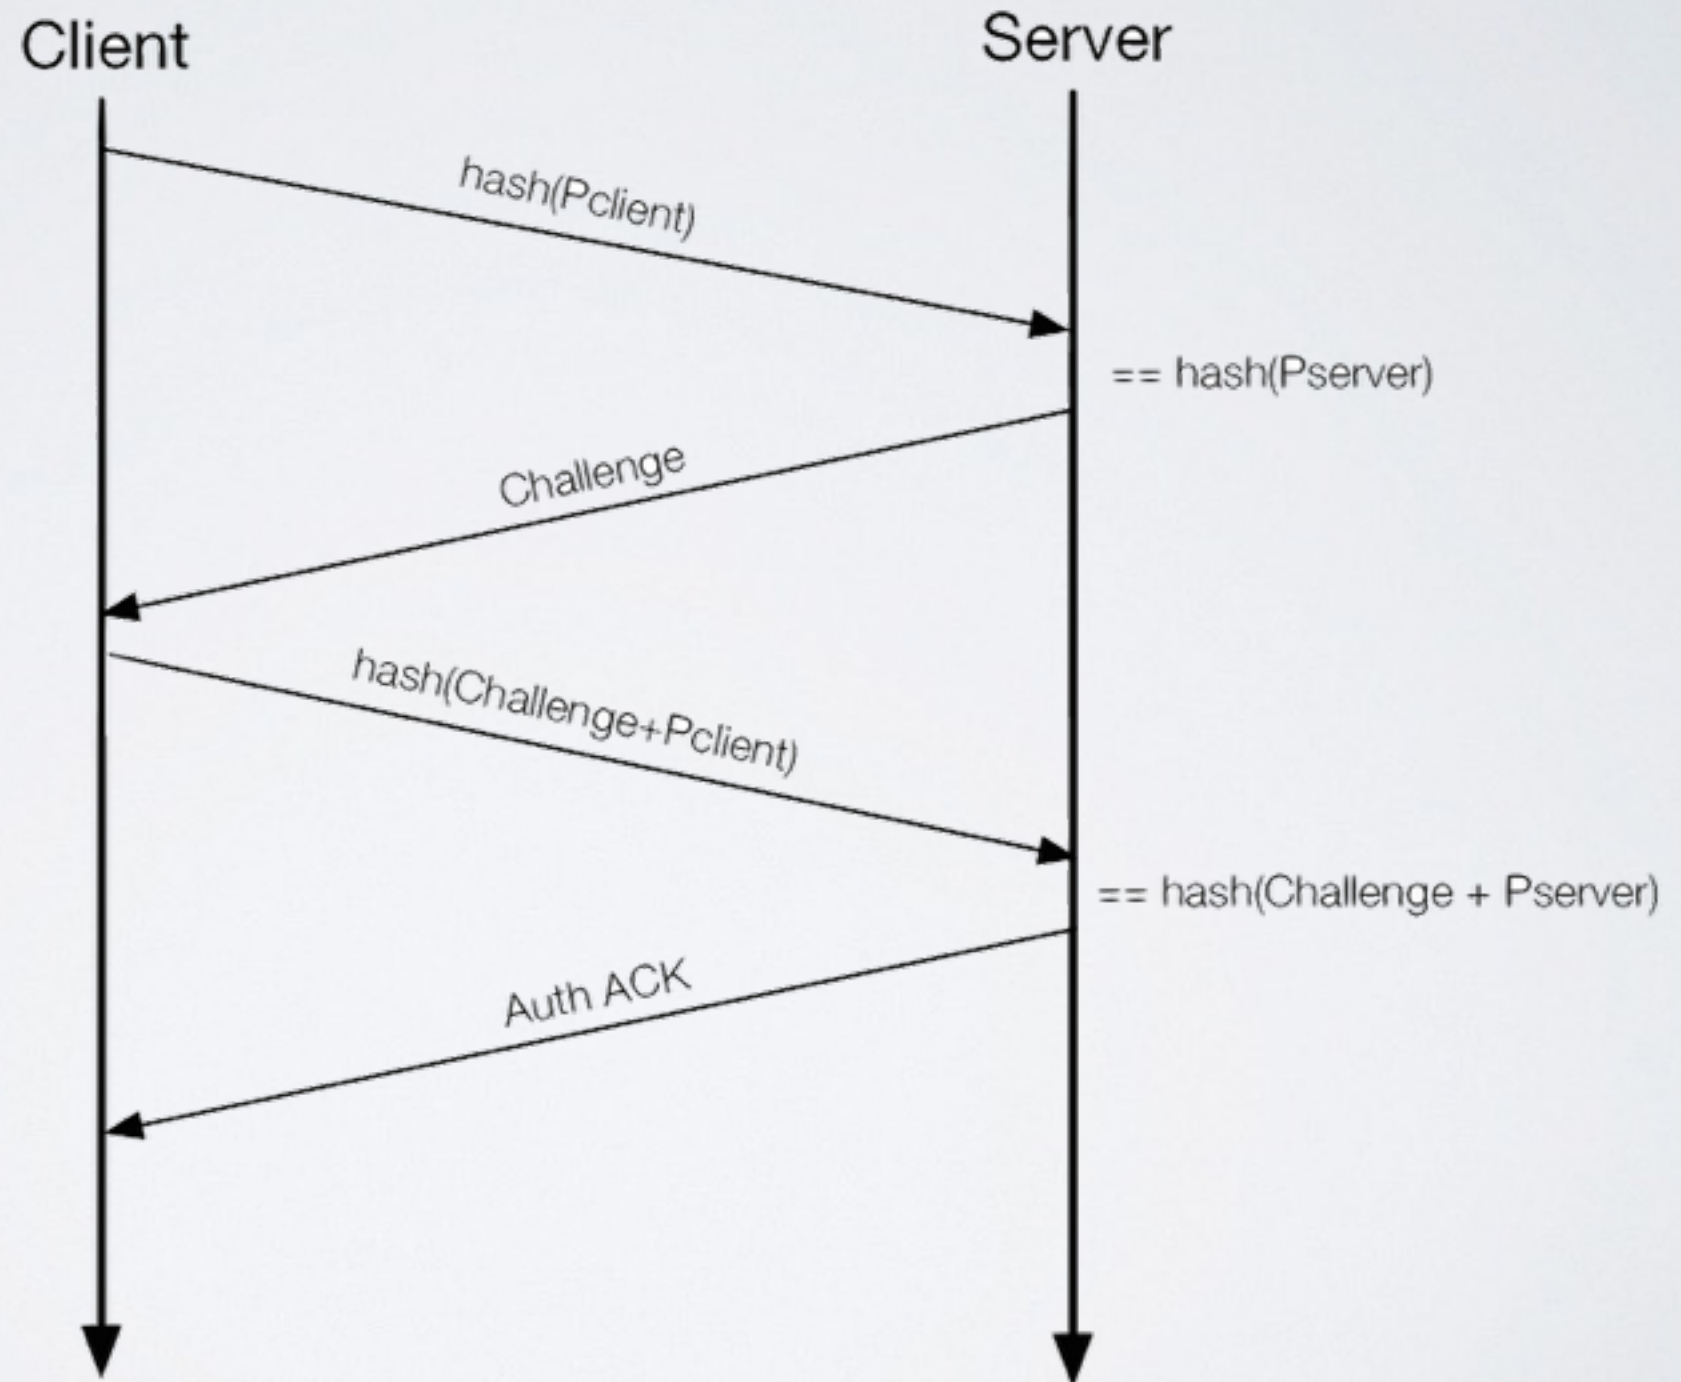 Client
Server
hash(Pclient)
== hash(Pserver)
Challenge
hash(Challenge+Pclient)
== hash(Challenge + Pserver)
Auth ACK